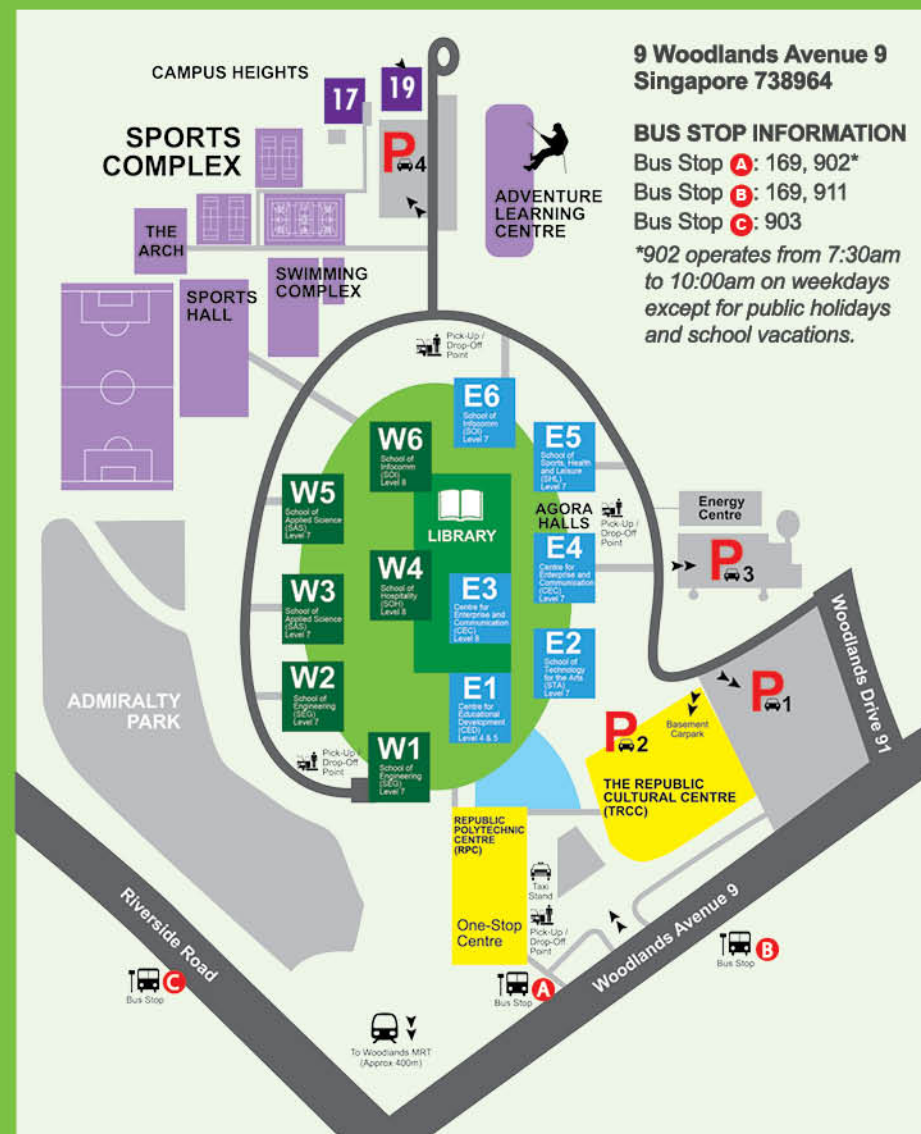 9 Woodlands Avenue 9
Singapore 738964
BUS STOP INFORMATION
Bus Stop A: 169, 902*
Bus Stop B: 169, 911
Bus Stop C: 903
*902 operates from 7:30am
to 10:00am on weekdays
except for public holidays
and school vacations.
CAMPUS HEIGHTS
17
19
SPORTS
COMPLEX
P4
ADVENTURE
LEARNING
CENTRE
THE
ARCH
SPORTS
HALL
SWIMMING
COMPLEX
Pick-Up /
Drop-Off
Point
E6
School of
Infocomm
(SOI)
Level 7
W6
School of
Infocomm
(SOI)
Level 8
E5
School of
Sports, Health
and Leisure
(SHL)
Level 7
W5
School of
Applied Science
(SAS)
Level 7
LIBRARY
AGORA
HALLS
Pick-Up /
Drop-Off
Point
Energy
Centre
E4
Centre for
Enterprise and
Communication
(CEC)
Level 7
P3
W4
School of
Hospitality
(SOH)
Level 8
W3
School of
Applied Science
(SAS)
Level 7
E3
Centre for
Enterprise and
Communication
(CEC)
Level 8
E2
School of
Technology
for the Arts
(STA)
Level 7
Woodlands Drive 91
W2
School of
Engineering
(SEG)
Level 7
E1
Centre for
Educational
Development
(CED)
Level 4 & 5
ADMIRALTY
PARK
P1
P2
Basement
Carpark
W1
School of
Engineering
(SEG)
Level 7
Pick-Up /
Drop-Off
Point
THE REPUBLIC
CULTURAL CENTRE
(TRCC)
REPUBLIC
POLYTECHNIC
CENTRE
(RPC)
Taxi
Stand
One-Stop
Centre
Pick-Up /
Drop-Off
Point
Riverside Road
Woodlands Avenue 9
B
Bus Stop
C
Bus Stop
A
Bus Stop
To Woodlands MRT
(Approx 400m)